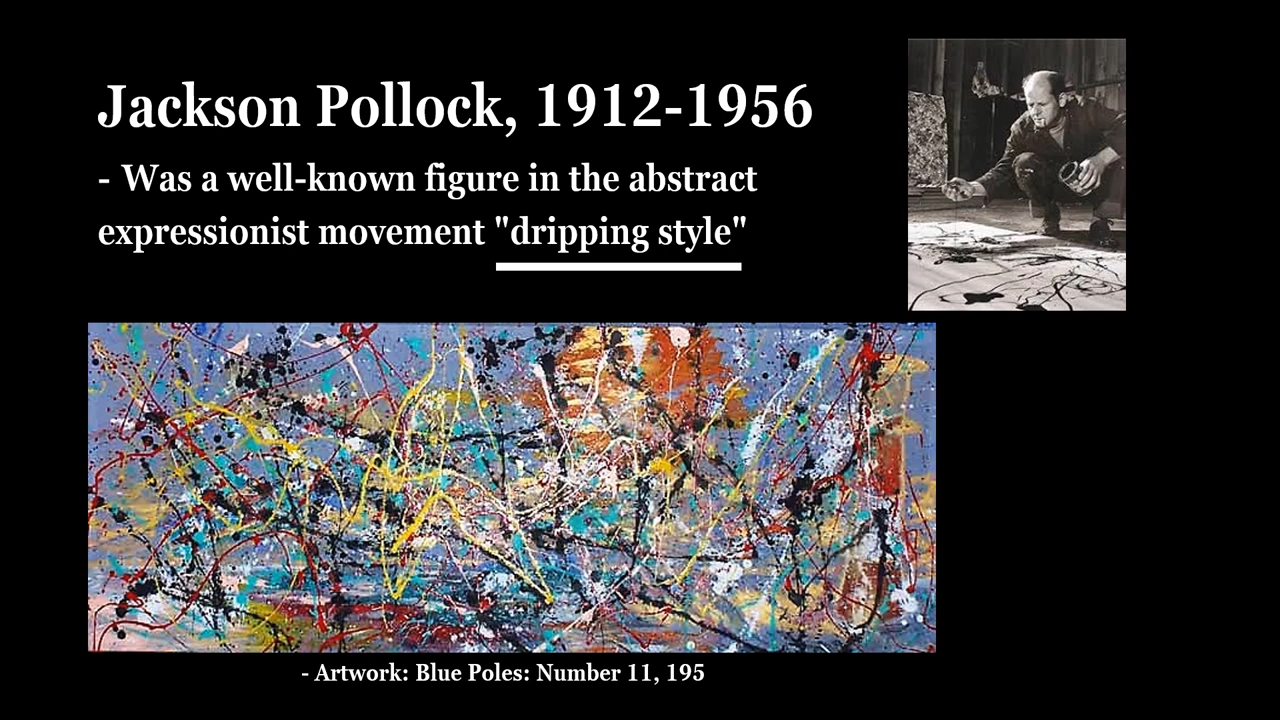 Jackson Pollock, 1912-1956
- Was a well-known figure in the abstract
expressionist movement "dripping style"
- Artwork: Blue Poles: Number 11, 195